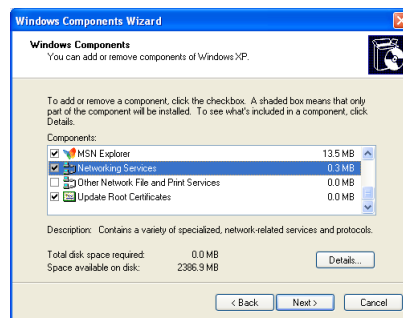 Windows Components Wizard
Windows Components
You can add or remove components of Windows XP.
To add or remove a component, click the checkbox. A shaded box means that only
part of the component will be installed. To see what's included in a component, click
Details.
Components:
MSN Explorer 13.5 MB
Networking Services 0.3 MB
Other Network File and Print Services 0.0 MB
Update Root Certificates 0.0 MB
Description: Contains a variety of specialized, network-related services and protocols.
Total disk space required: 0.0 MB
Space available on disk: 2386.9 MB
Details...
< Back Next > Cancel